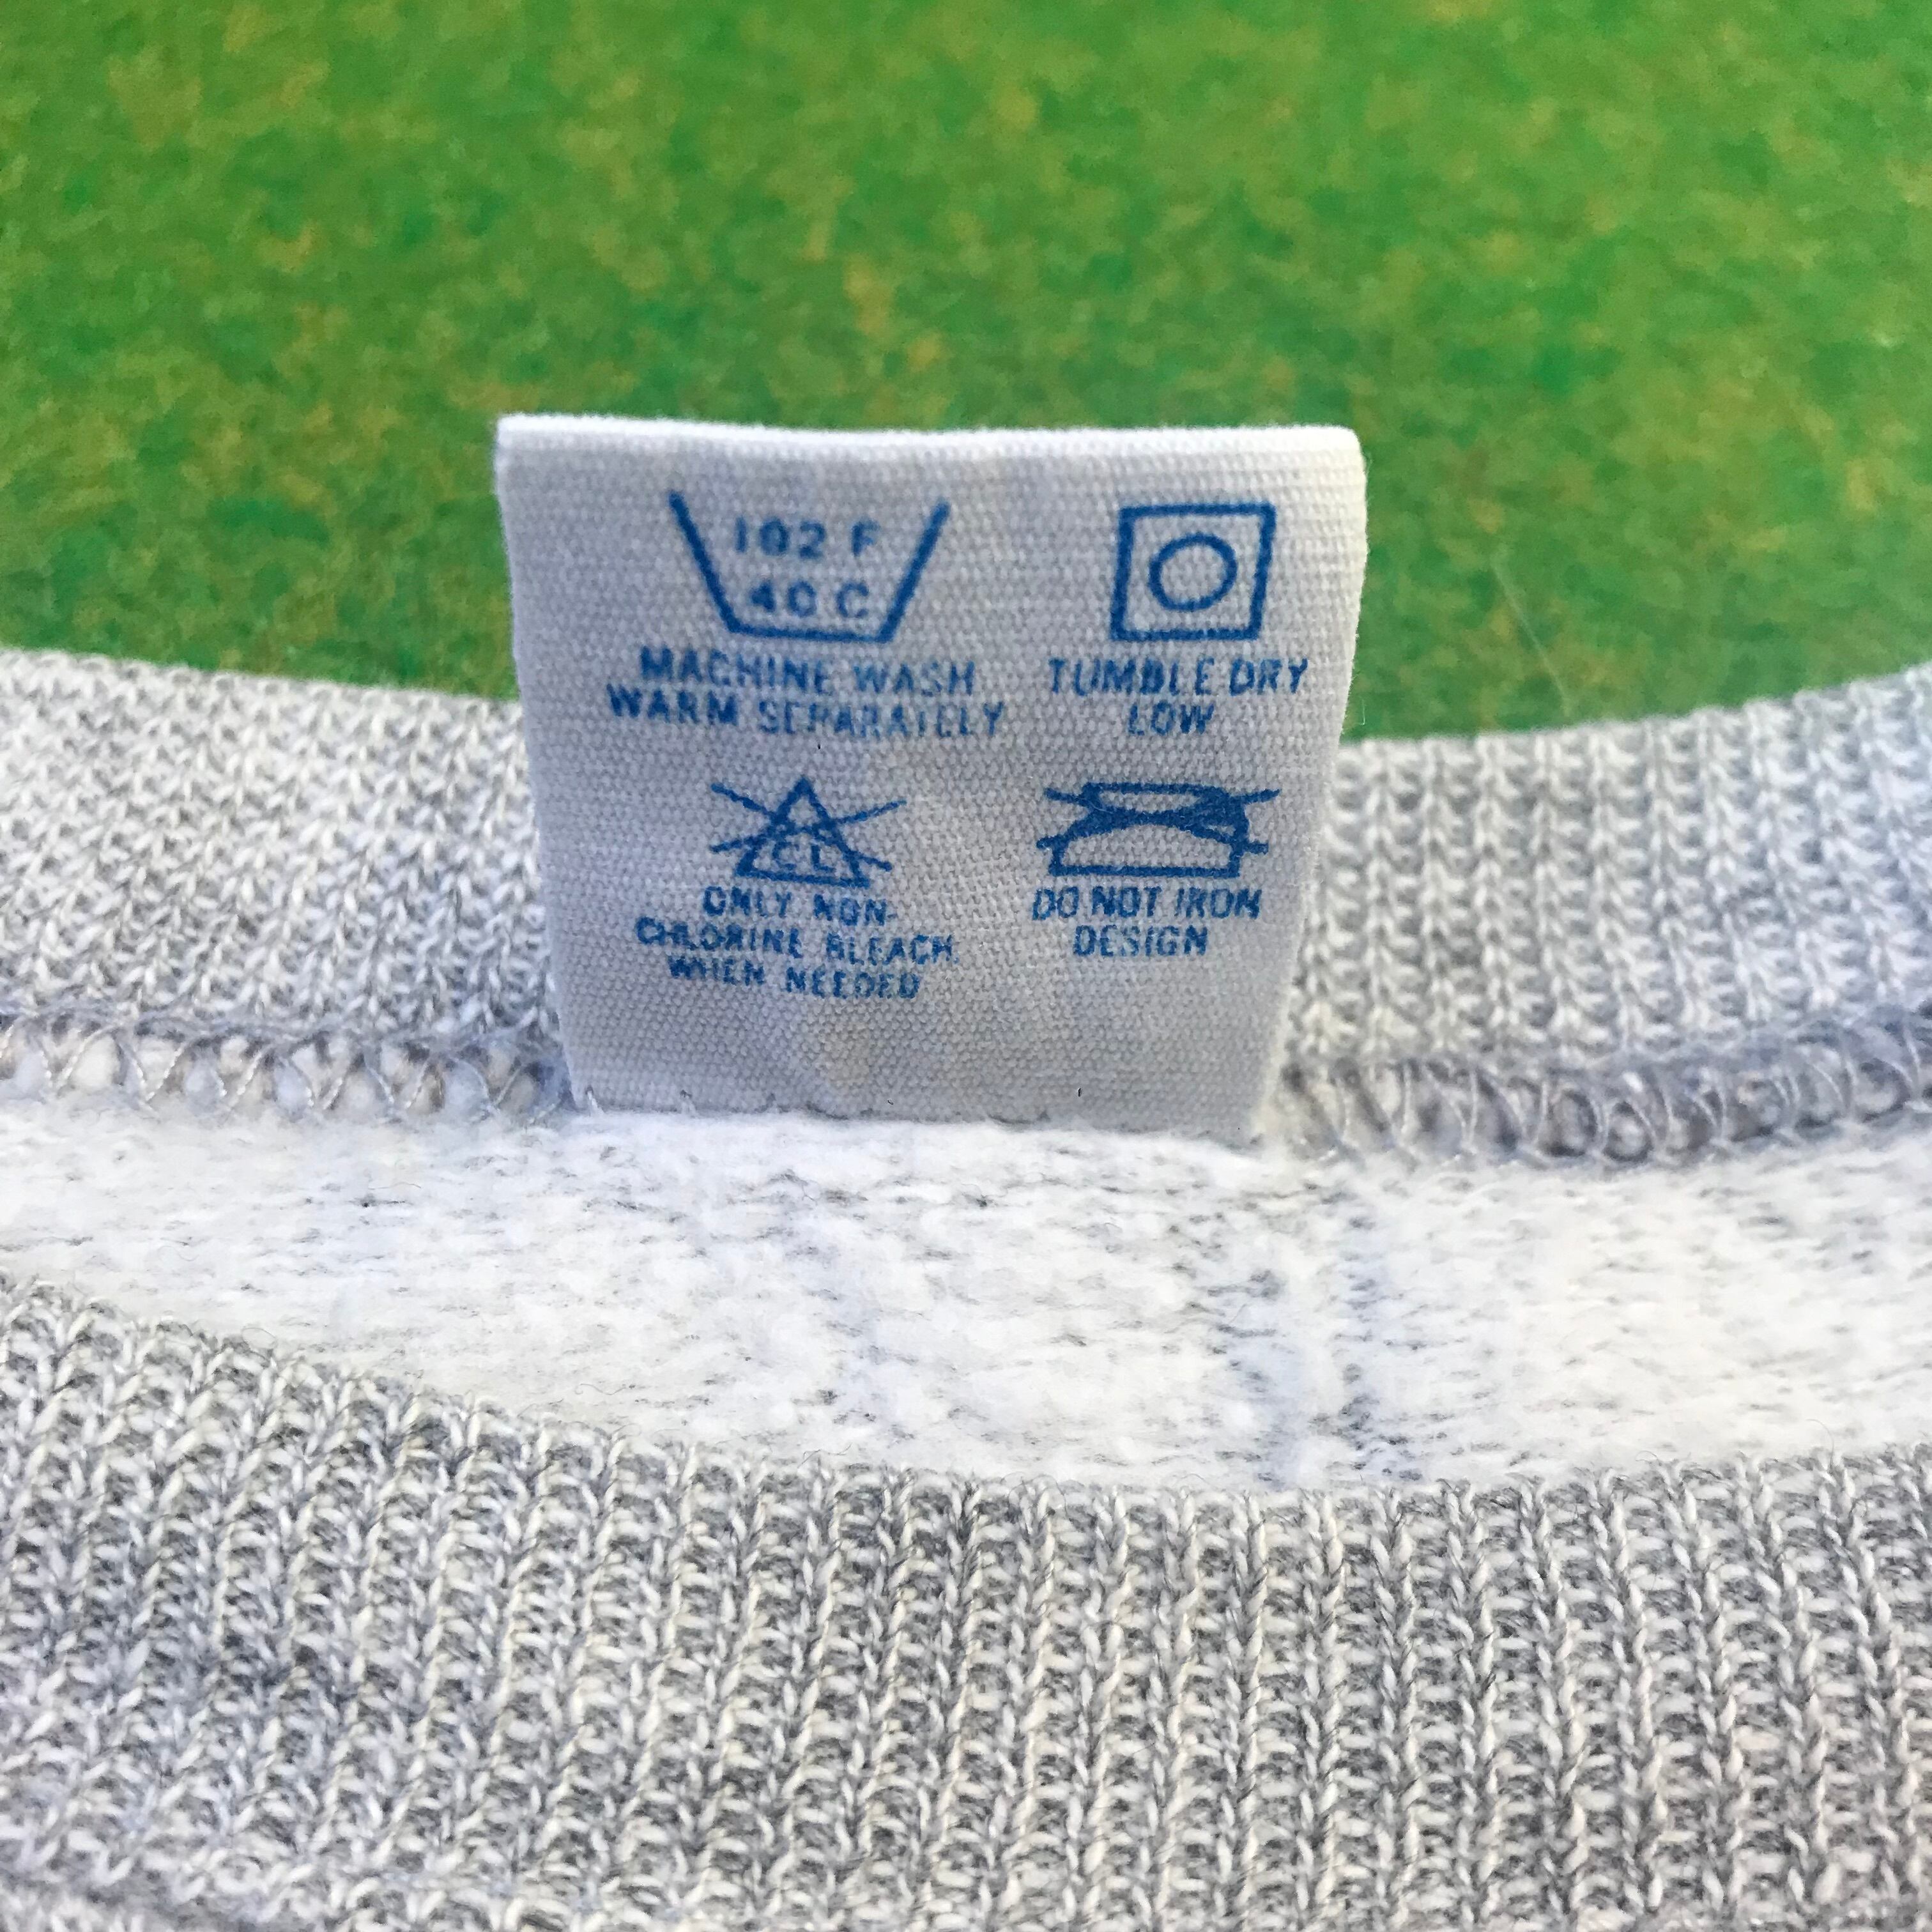 102 F
40 C
MACHINE WASH
WARM SEPARATELY
TUMBLE DRY
LOW
CL
ONLY NON-
CHLORINE BLEACH
WHEN NEEDED
DO NOT IRON
DESIGN